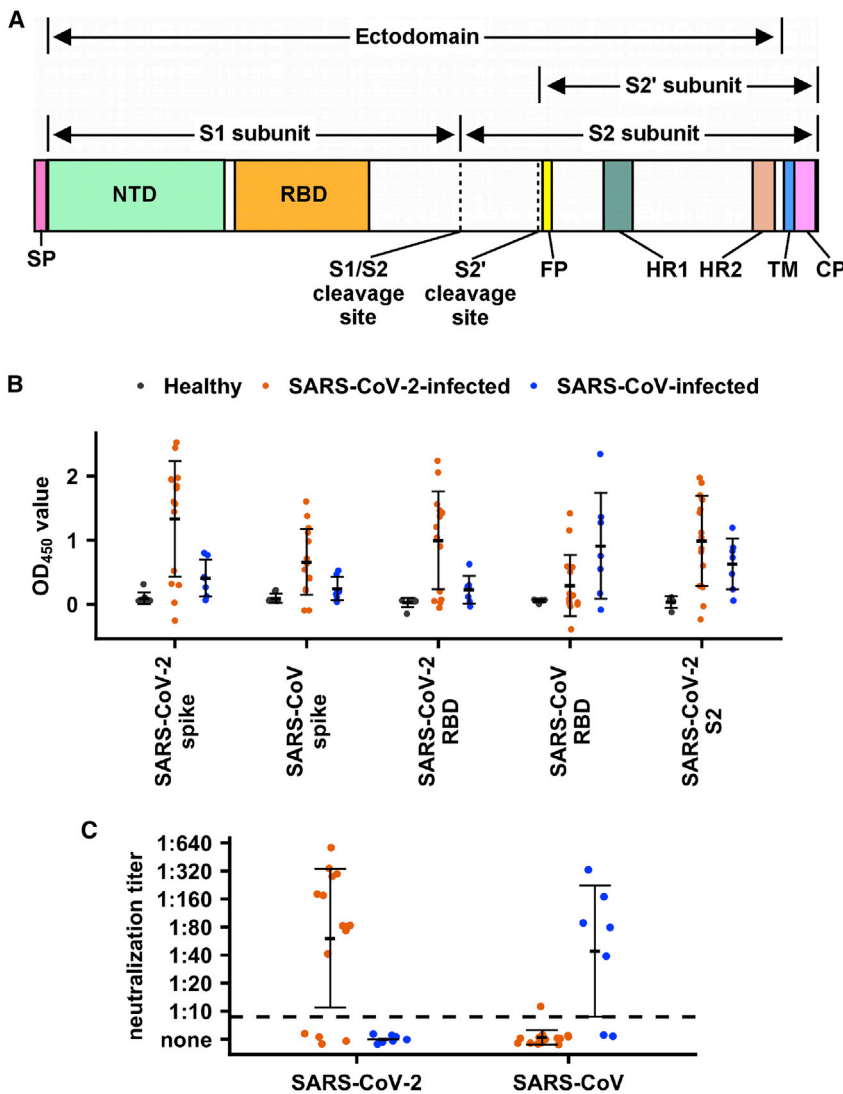 A
Ectodomain
S2' subunit
S1 subunit
S2 subunit
NTD
RBD
SP
S1/S2
cleavage
site
S2'
cleavage
site
FP
HR1
HR2
TM
CP
B
Healthy
SARS-CoV-2-infected
SARS-CoV-infected
OD450 value
2
1
0
SARS-CoV-2
spike
SARS-CoV
spike
SARS-CoV-2
RBD
SARS-CoV
RBD
SARS-CoV-2
S2
C
neutralization titer
1:640
1:320
1:160
1:80
1:40
1:20
1:10
none
SARS-CoV-2
SARS-CoV